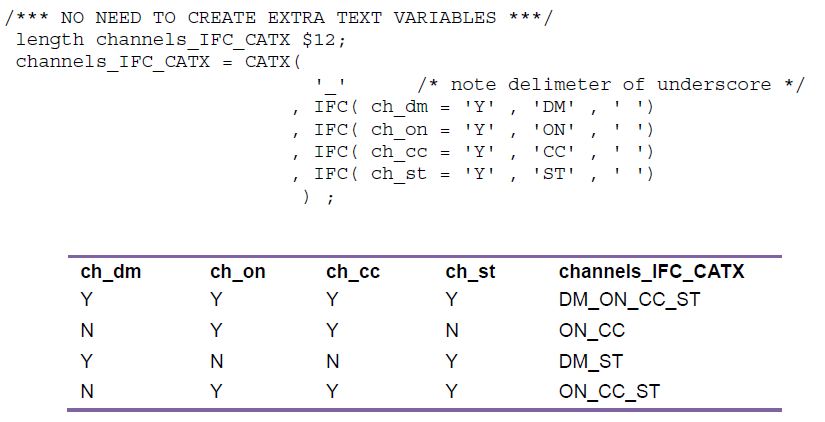 /*** NO NEED TO CREATE EXTRA TEXT VARIABLES ***/
length channels_IFC_CATX $12;
channels_IFC_CATX = CATX(
'_' /* note delimeter of underscore */
, IFC( ch_dm = 'Y' , 'DM' , ' ')
, IFC( ch_on = 'Y' , 'ON' , ' ')
, IFC( ch_cc = 'Y' , 'CC' , ' ')
, IFC( ch_st = 'Y' , 'ST' , ' ')
) ;
ch_dm ch_on ch_cc ch_st channels_IFC_CATX
Y Y Y Y DM_ON_CC_ST
N Y Y N ON_CC
Y N N Y DM_ST
N Y Y Y ON_CC_ST